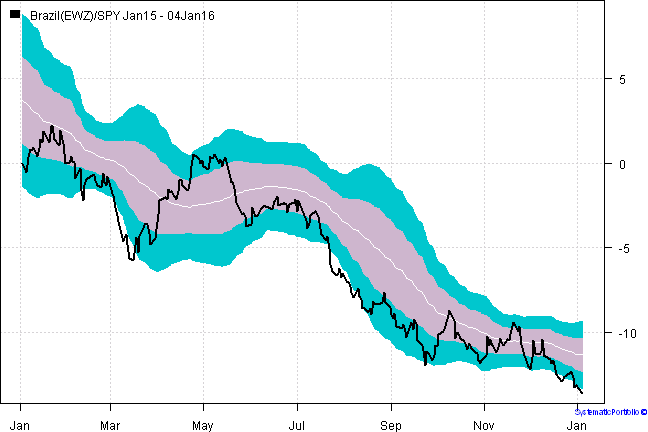 Brazil(EWZ)/SPY Jan15 - 04Jan16
5
0
-5
-10
SystematicPortfolio ©
Jan Mar May Jul Sep Nov Jan